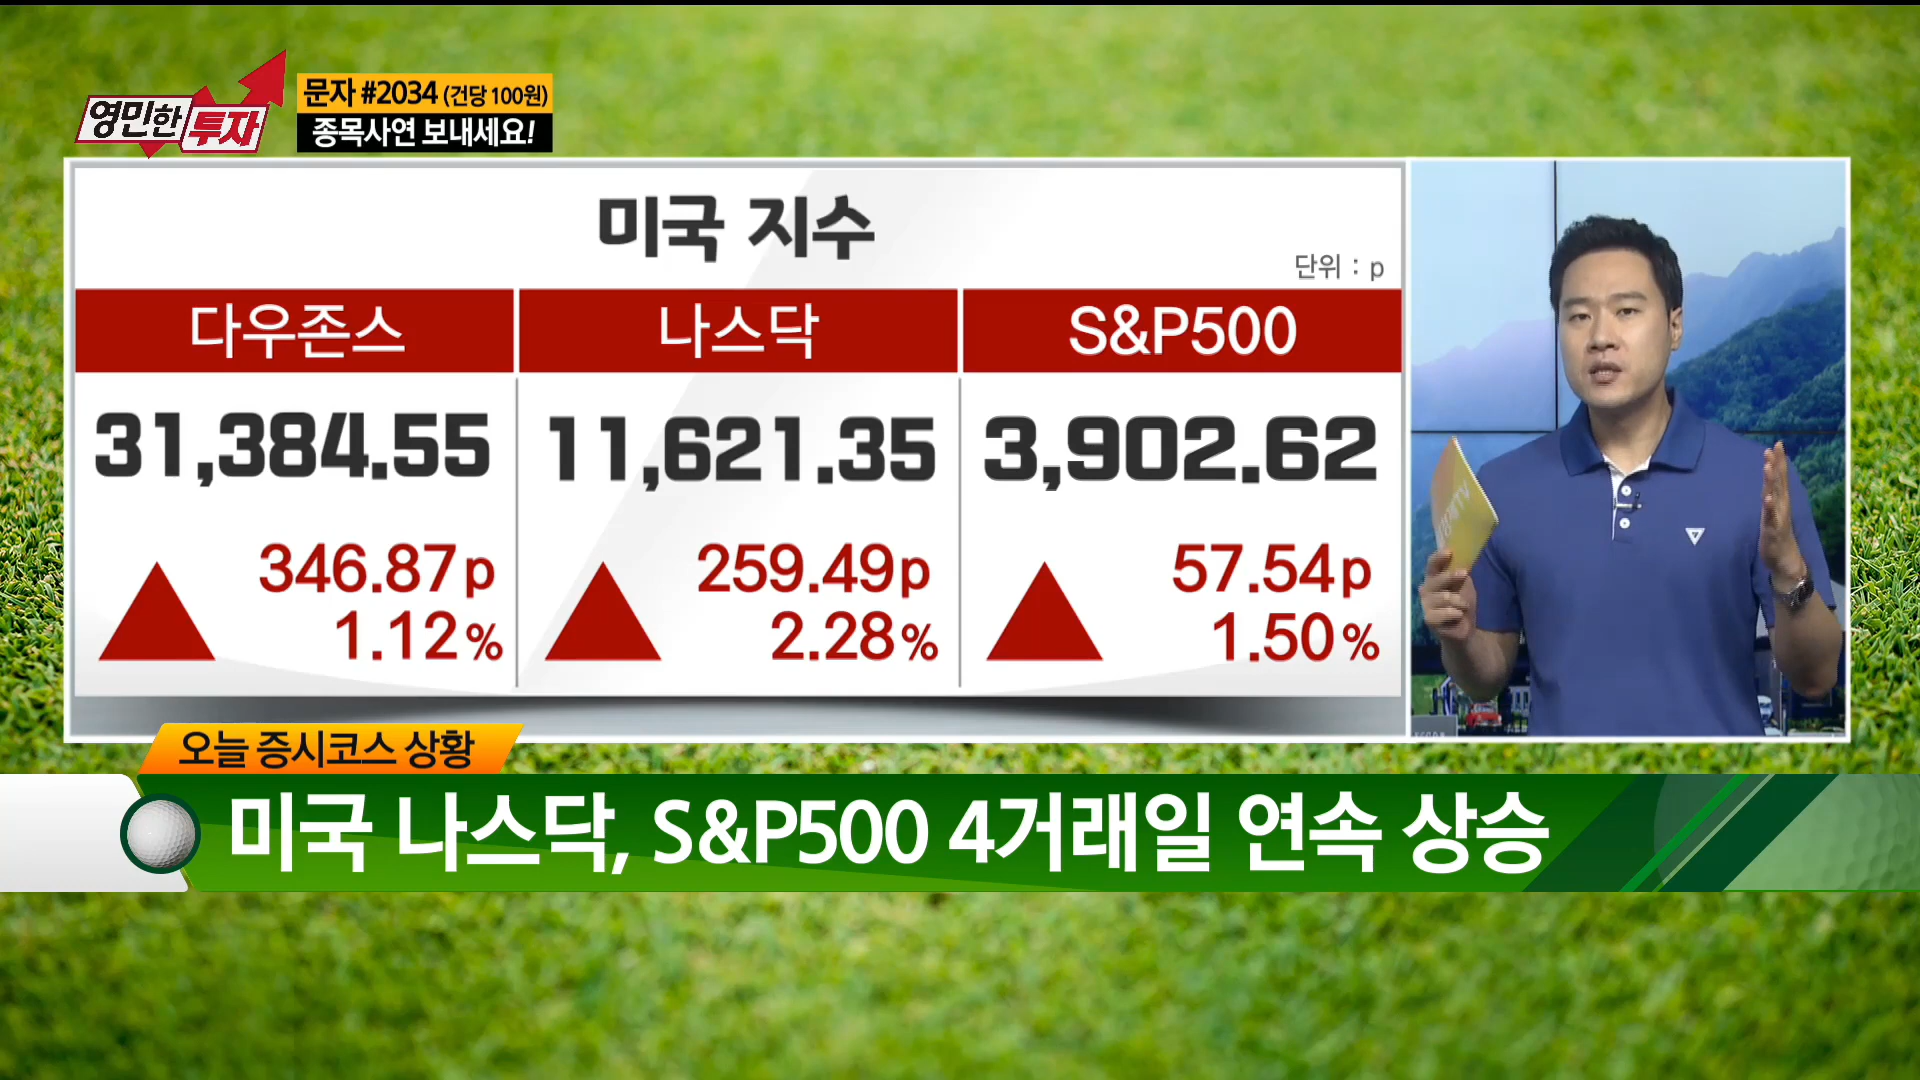 영민한
투자
문자 #2034 (건당 100원)
종목사연 보내세요!
미국 지수
단위 : p
다우존스 나스닥 S&P500
31,384.55 11,621.35 3,902.62
▲ 346.87p ▲ 259.49p ▲ 57.54p
1.12% 2.28% 1.50%
오늘 증시코스 상황
미국 나스닥, S&P500 4거래일 연속 상승